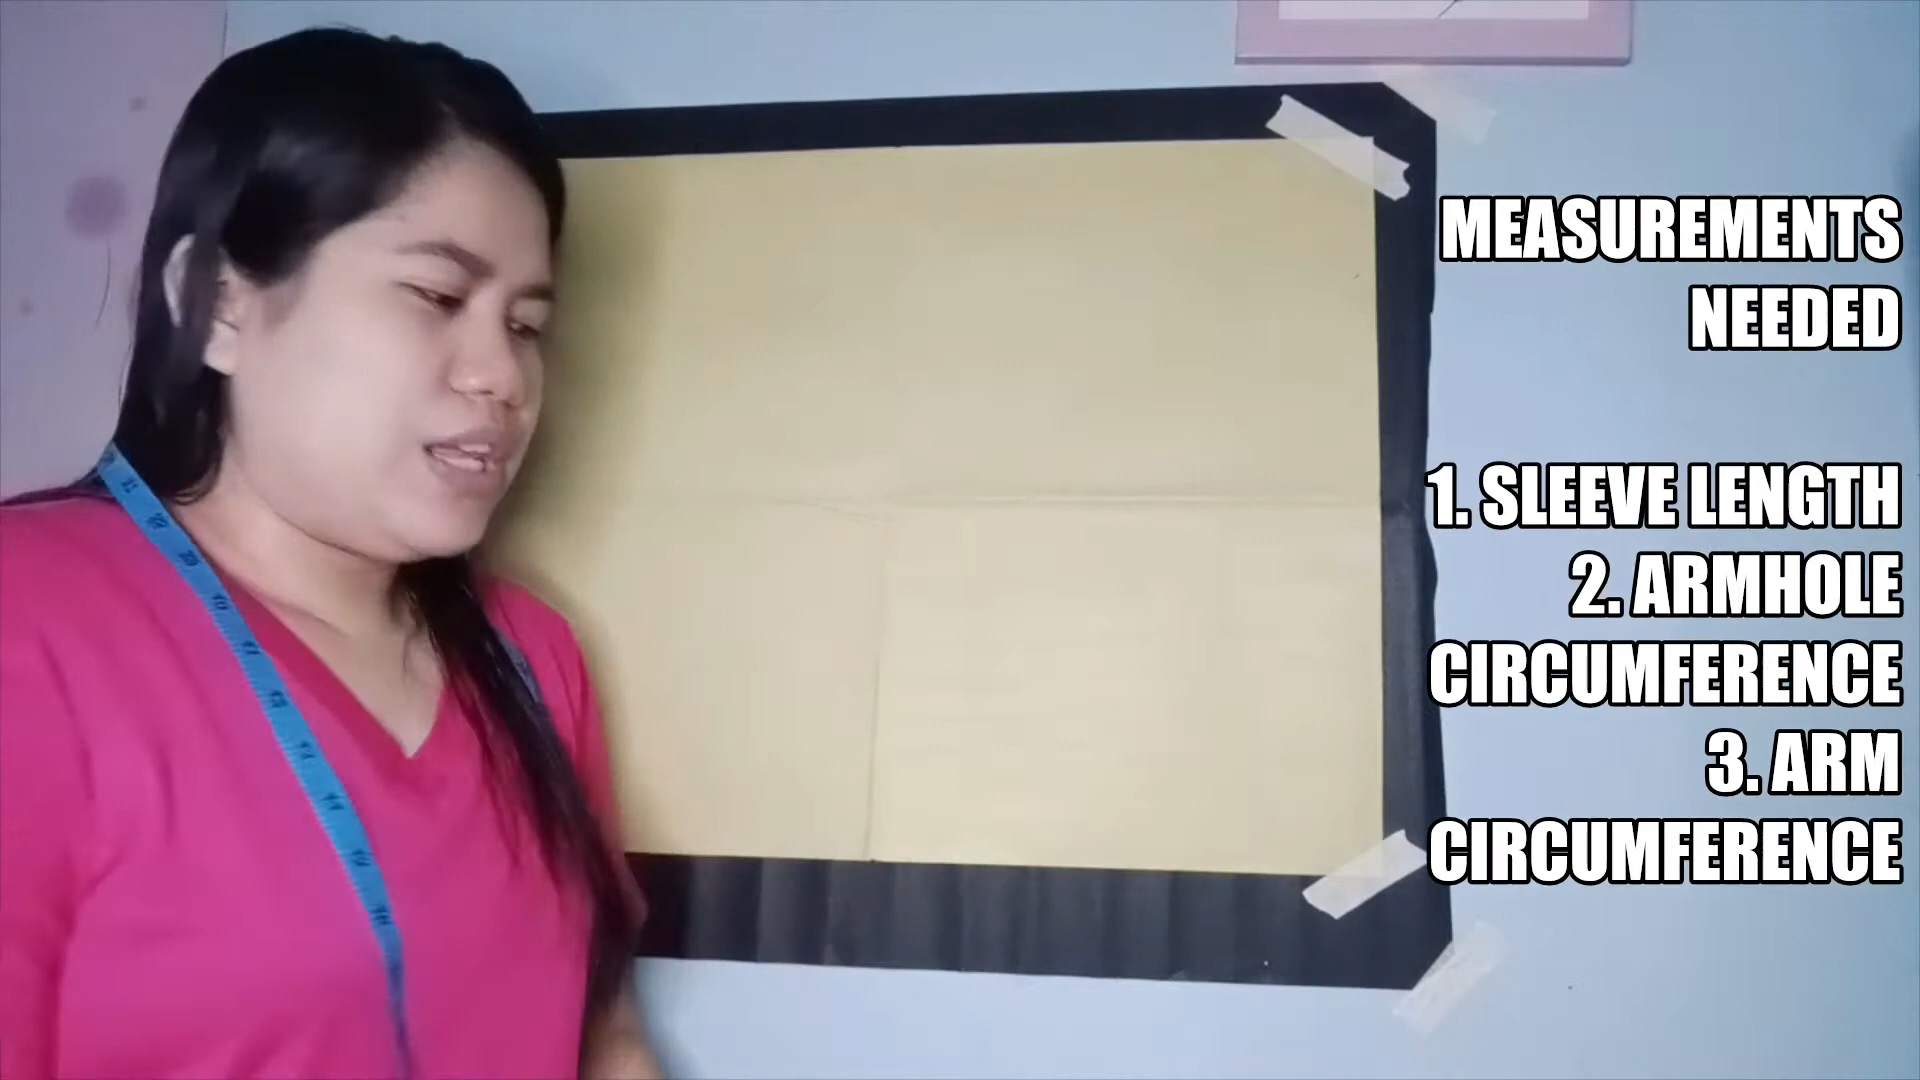 MEASUREMENTS
NEEDED
1. SLEEVE LENGTH
2. ARMHOLE
CIRCUMFERENCE
3. ARM
CIRCUMFERENCE